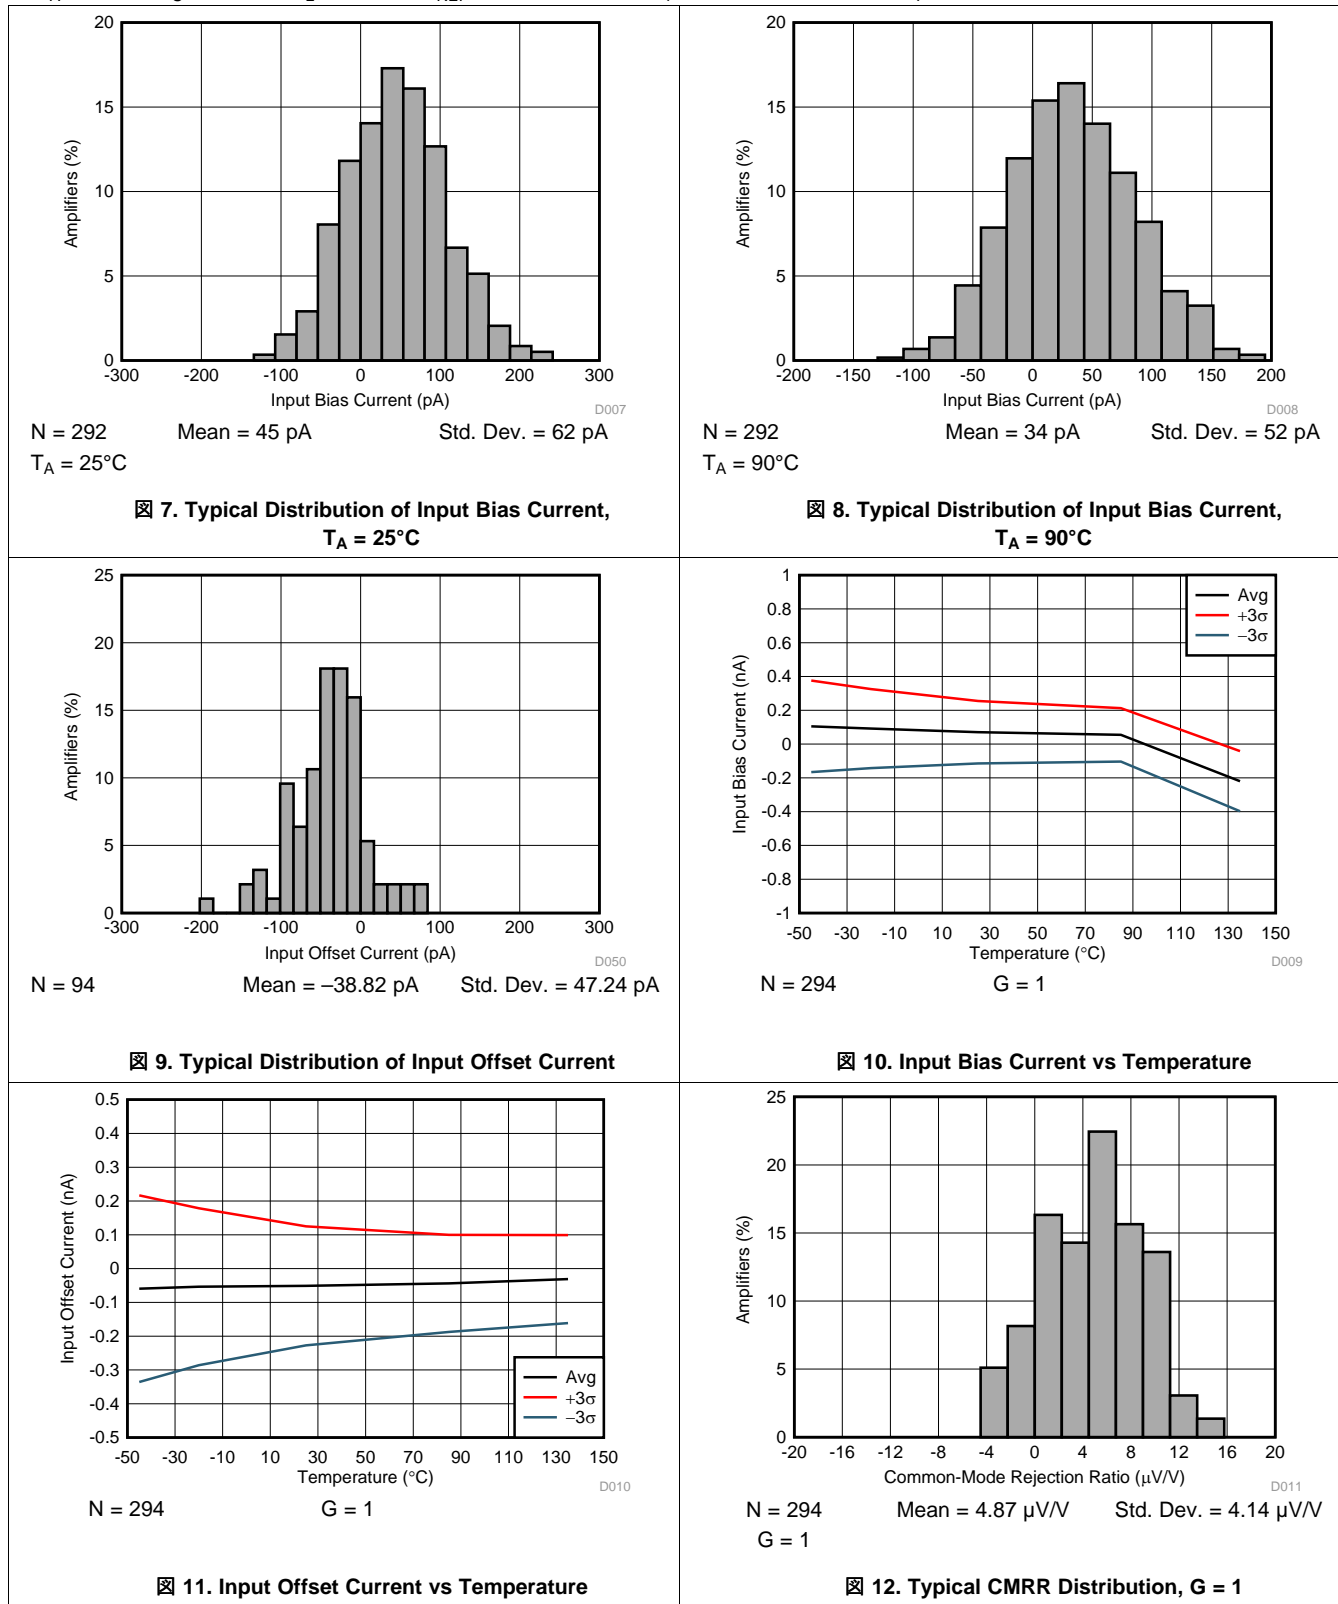 20
15
10
5
0
Amplifiers (%)
-300 -200 -100 0 100 200 300
Input Bias Current (pA)
D007
N = 292 Mean = 45 pA Std. Dev. = 62 pA
TA = 25°C
図 7. Typical Distribution of Input Bias Current,
TA = 25°C
20
15
10
5
0
Amplifiers (%)
-200 -150 -100 -50 0 50 100 150 200
Input Bias Current (pA)
D008
N = 292 Mean = 34 pA Std. Dev. = 52 pA
TA = 90°C
図 8. Typical Distribution of Input Bias Current,
TA = 90°C
25
20
15
10
5
0
Amplifiers (%)
-300 -200 -100 0 100 200 300
Input Offset Current (pA)
D050
N = 94 Mean = –38.82 pA Std. Dev. = 47.24 pA
図 9. Typical Distribution of Input Offset Current
1
0.8
0.6
0.4
0.2
0
-0.2
-0.4
-0.6
-0.8
-1
Input Bias Current (nA)
Avg
+3σ
−3σ
-50 -30 -10 10 30 50 70 90 110 130 150
Temperature (°C)
D009
N = 294 G = 1
図 10. Input Bias Current vs Temperature
0.5
0.4
0.3
0.2
0.1
0
-0.1
-0.2
-0.3
-0.4
-0.5
Input Offset Current (nA)
Avg
+3σ
−3σ
-50 -30 -10 10 30 50 70 90 110 130 150
Temperature (°C)
D010
N = 294 G = 1
図 11. Input Offset Current vs Temperature
25
20
15
10
5
0
Amplifiers (%)
-20 -16 -12 -8 -4 0 4 8 12 16 20
Common-Mode Rejection Ratio (μV/V)
D011
N = 294 Mean = 4.87 μV/V Std. Dev. = 4.14 μV/V
G = 1
図 12. Typical CMRR Distribution, G = 1